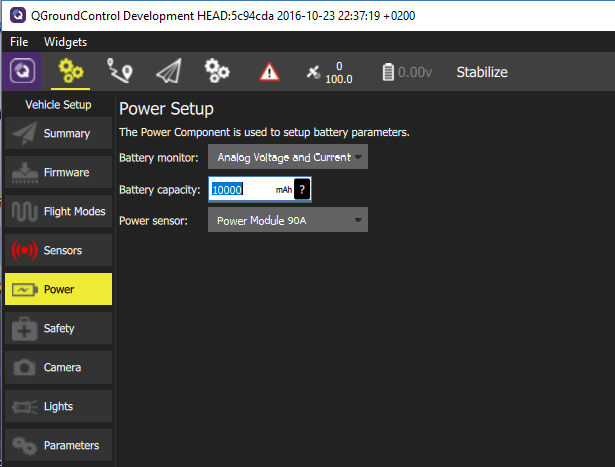 QGroundControl Development HEAD:5c94cda 2016-10-23 22:37:19 +0200
File Widgets
0
100.0
0.00v
Stabilize
Vehicle Setup
Summary
Firmware
Flight Modes
Sensors
Power
Safety
Camera
Lights
Parameters
Power Setup
The Power Component is used to setup battery parameters.
Battery monitor: Analog Voltage and Current
Battery capacity: 10000 mAh ?
Power sensor: Power Module 90A